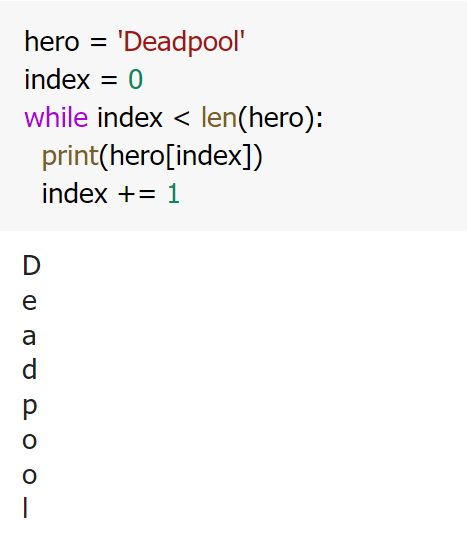 hero = 'Deadpool'
index = 0
while index < len(hero):
  print(hero[index])
  index += 1
D
e
a
d
p
o
o
l